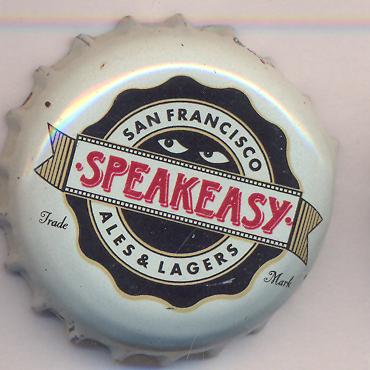 SAN FRANCISCO
·SPEAKEASY·
ALES & LAGERS
Trade Mark